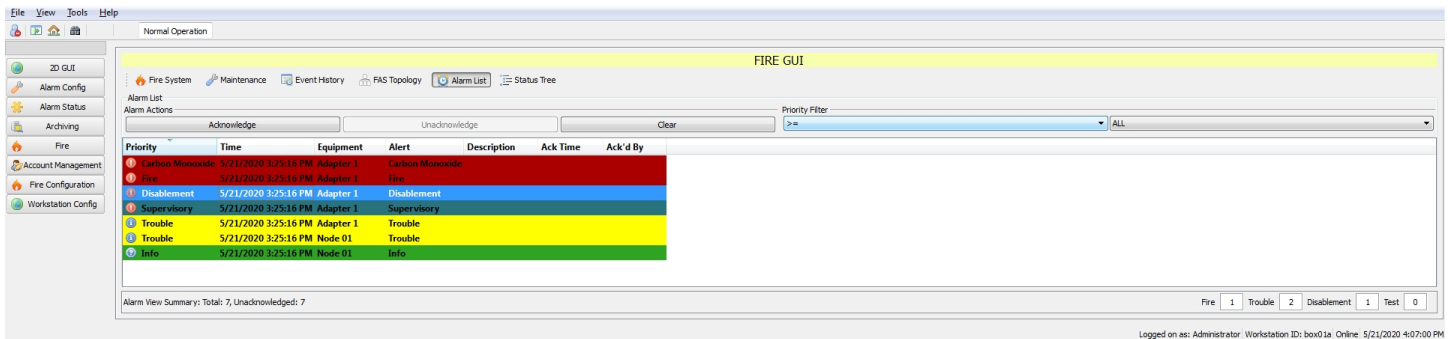 File View Tools Help
Normal Operation
FIRE GUI
2D GUI
Alarm Config
Alarm Status
Archiving
Fire
Account Management
Fire Configuration
Workstation Config
Fire System Maintenance Event History FAS Topology Alarm List Status Tree
Alarm List
Alarm Actions Priority Filter
Acknowledge Unacknowledge Clear >= ALL
Priority Time Equipment Alert Description Ack Time Ack'd By
Carbon Monoxide 5/21/2020 3:25:16 PM Adapter 1 Carbon Monoxide
Fire 5/21/2020 3:25:16 PM Adapter 1 Fire
Disablement 5/21/2020 3:25:16 PM Adapter 1 Disablement
Supervisory 5/21/2020 3:25:16 PM Adapter 1 Supervisory
Trouble 5/21/2020 3:25:16 PM Adapter 1 Trouble
Trouble 5/21/2020 3:25:16 PM Node 01 Trouble
Info 5/21/2020 3:25:16 PM Node 01 Info
Alarm View Summary: Total: 7, Unacknowledged: 7 Fire 1 Trouble 2 Disablement 1 Test 0
Logged on as: Administrator Workstation ID: box01a Online 5/21/2020 4:07:00 PM